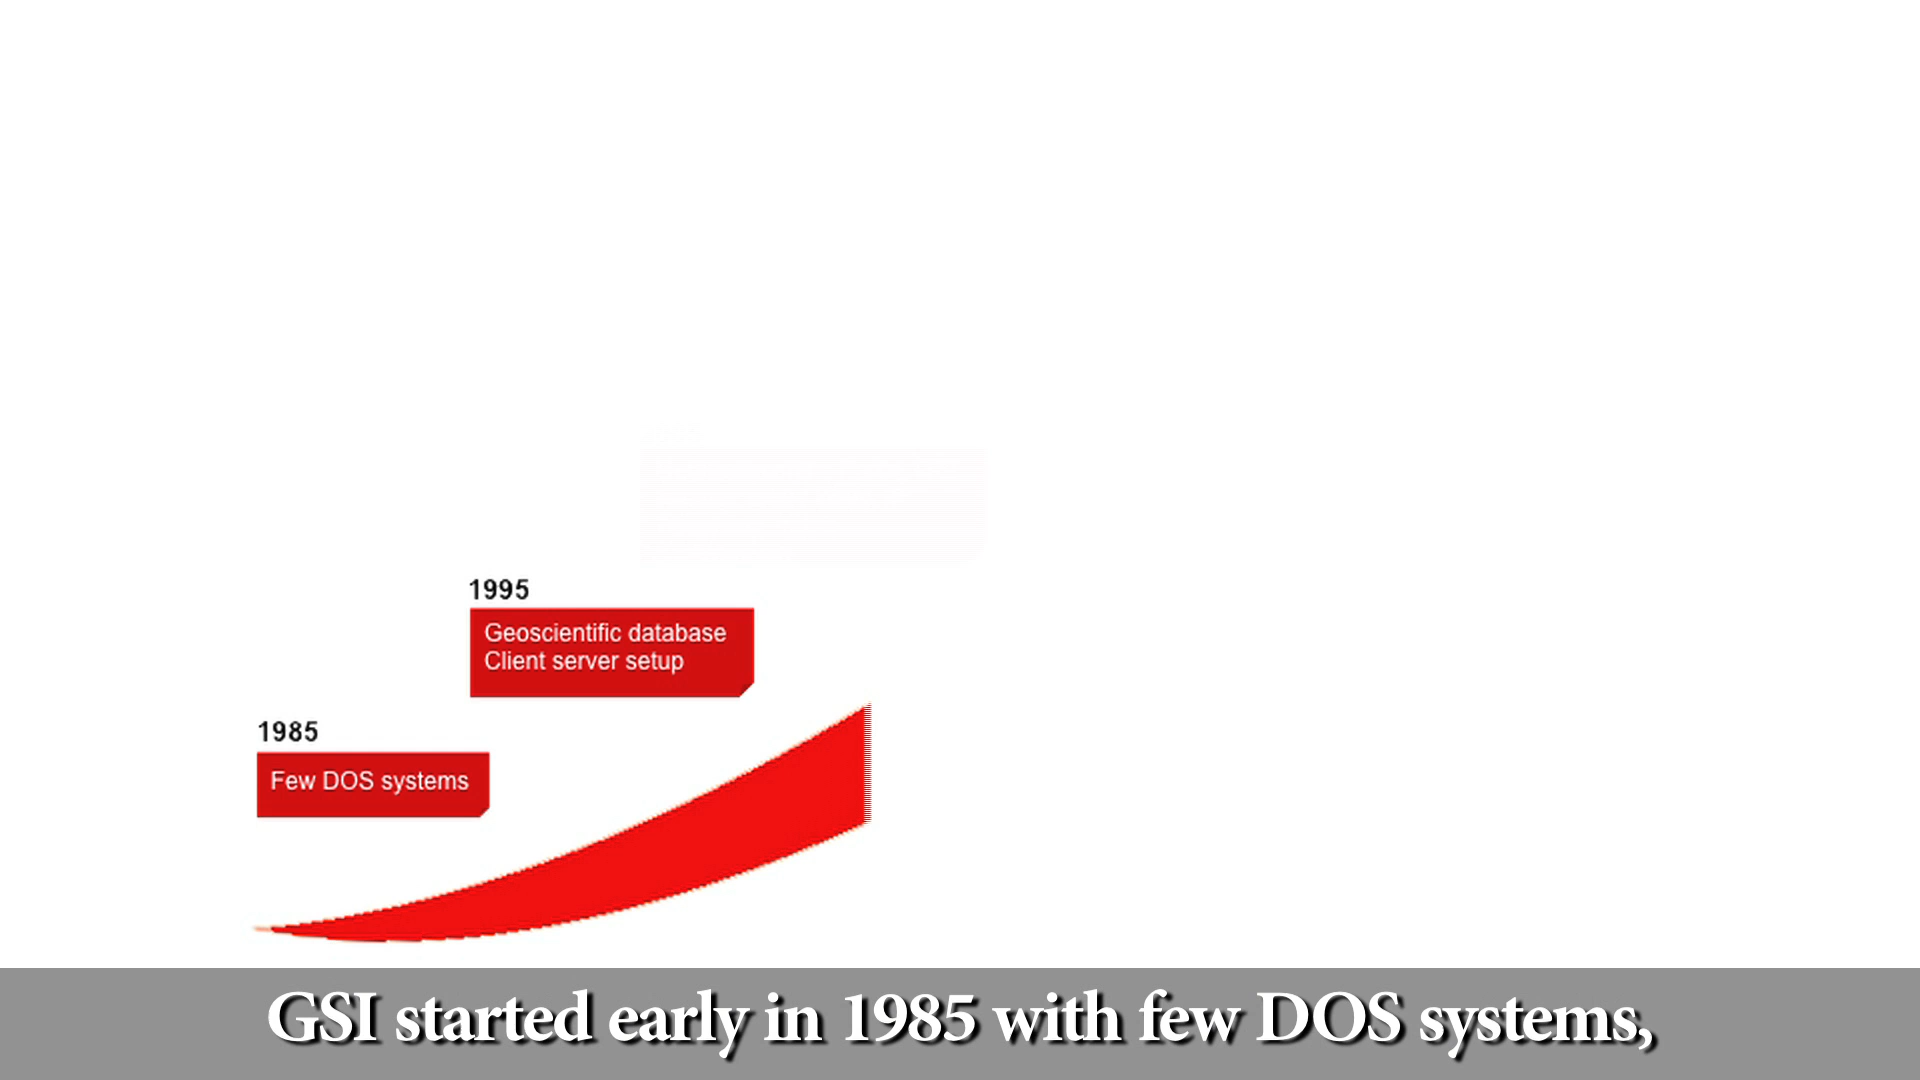 1995
Geoscientific database
Client server setup
1985
Few DOS systems
GSI started early in 1985 with few DOS systems,